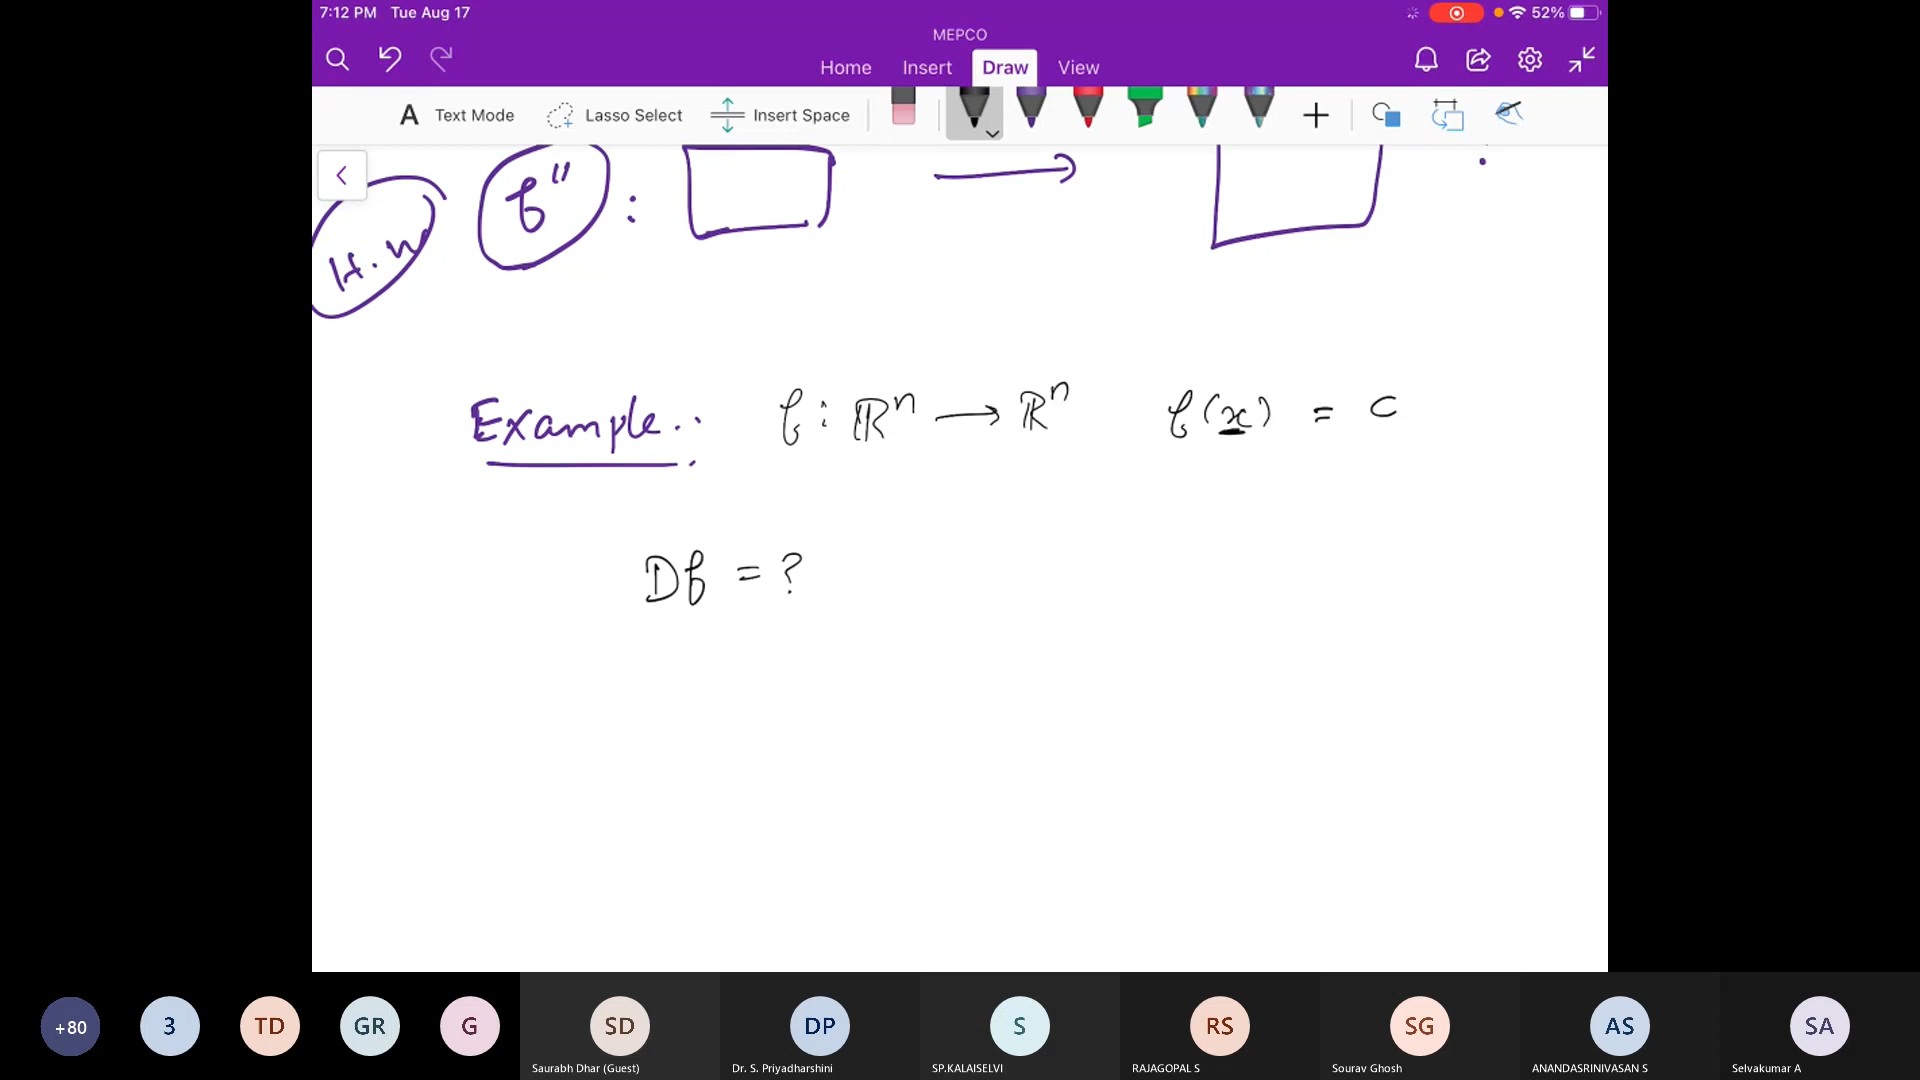 7:12 PM Tue Aug 17 52%
MEPCO
Home Insert Draw View
A Text Mode Lasso Select Insert Space
H.W f'' :
Example :- f : ℝⁿ → ℝⁿ f(x) = c
Df = ?
+80 3 TD GR G SD DP S RS SG AS SA
Saurabh Dhar (Guest) Dr. S. Priyadharshini SP.KALAISELVI RAJAGOPAL S Sourav Ghosh ANANDASRINIVASAN S Selvakumar A